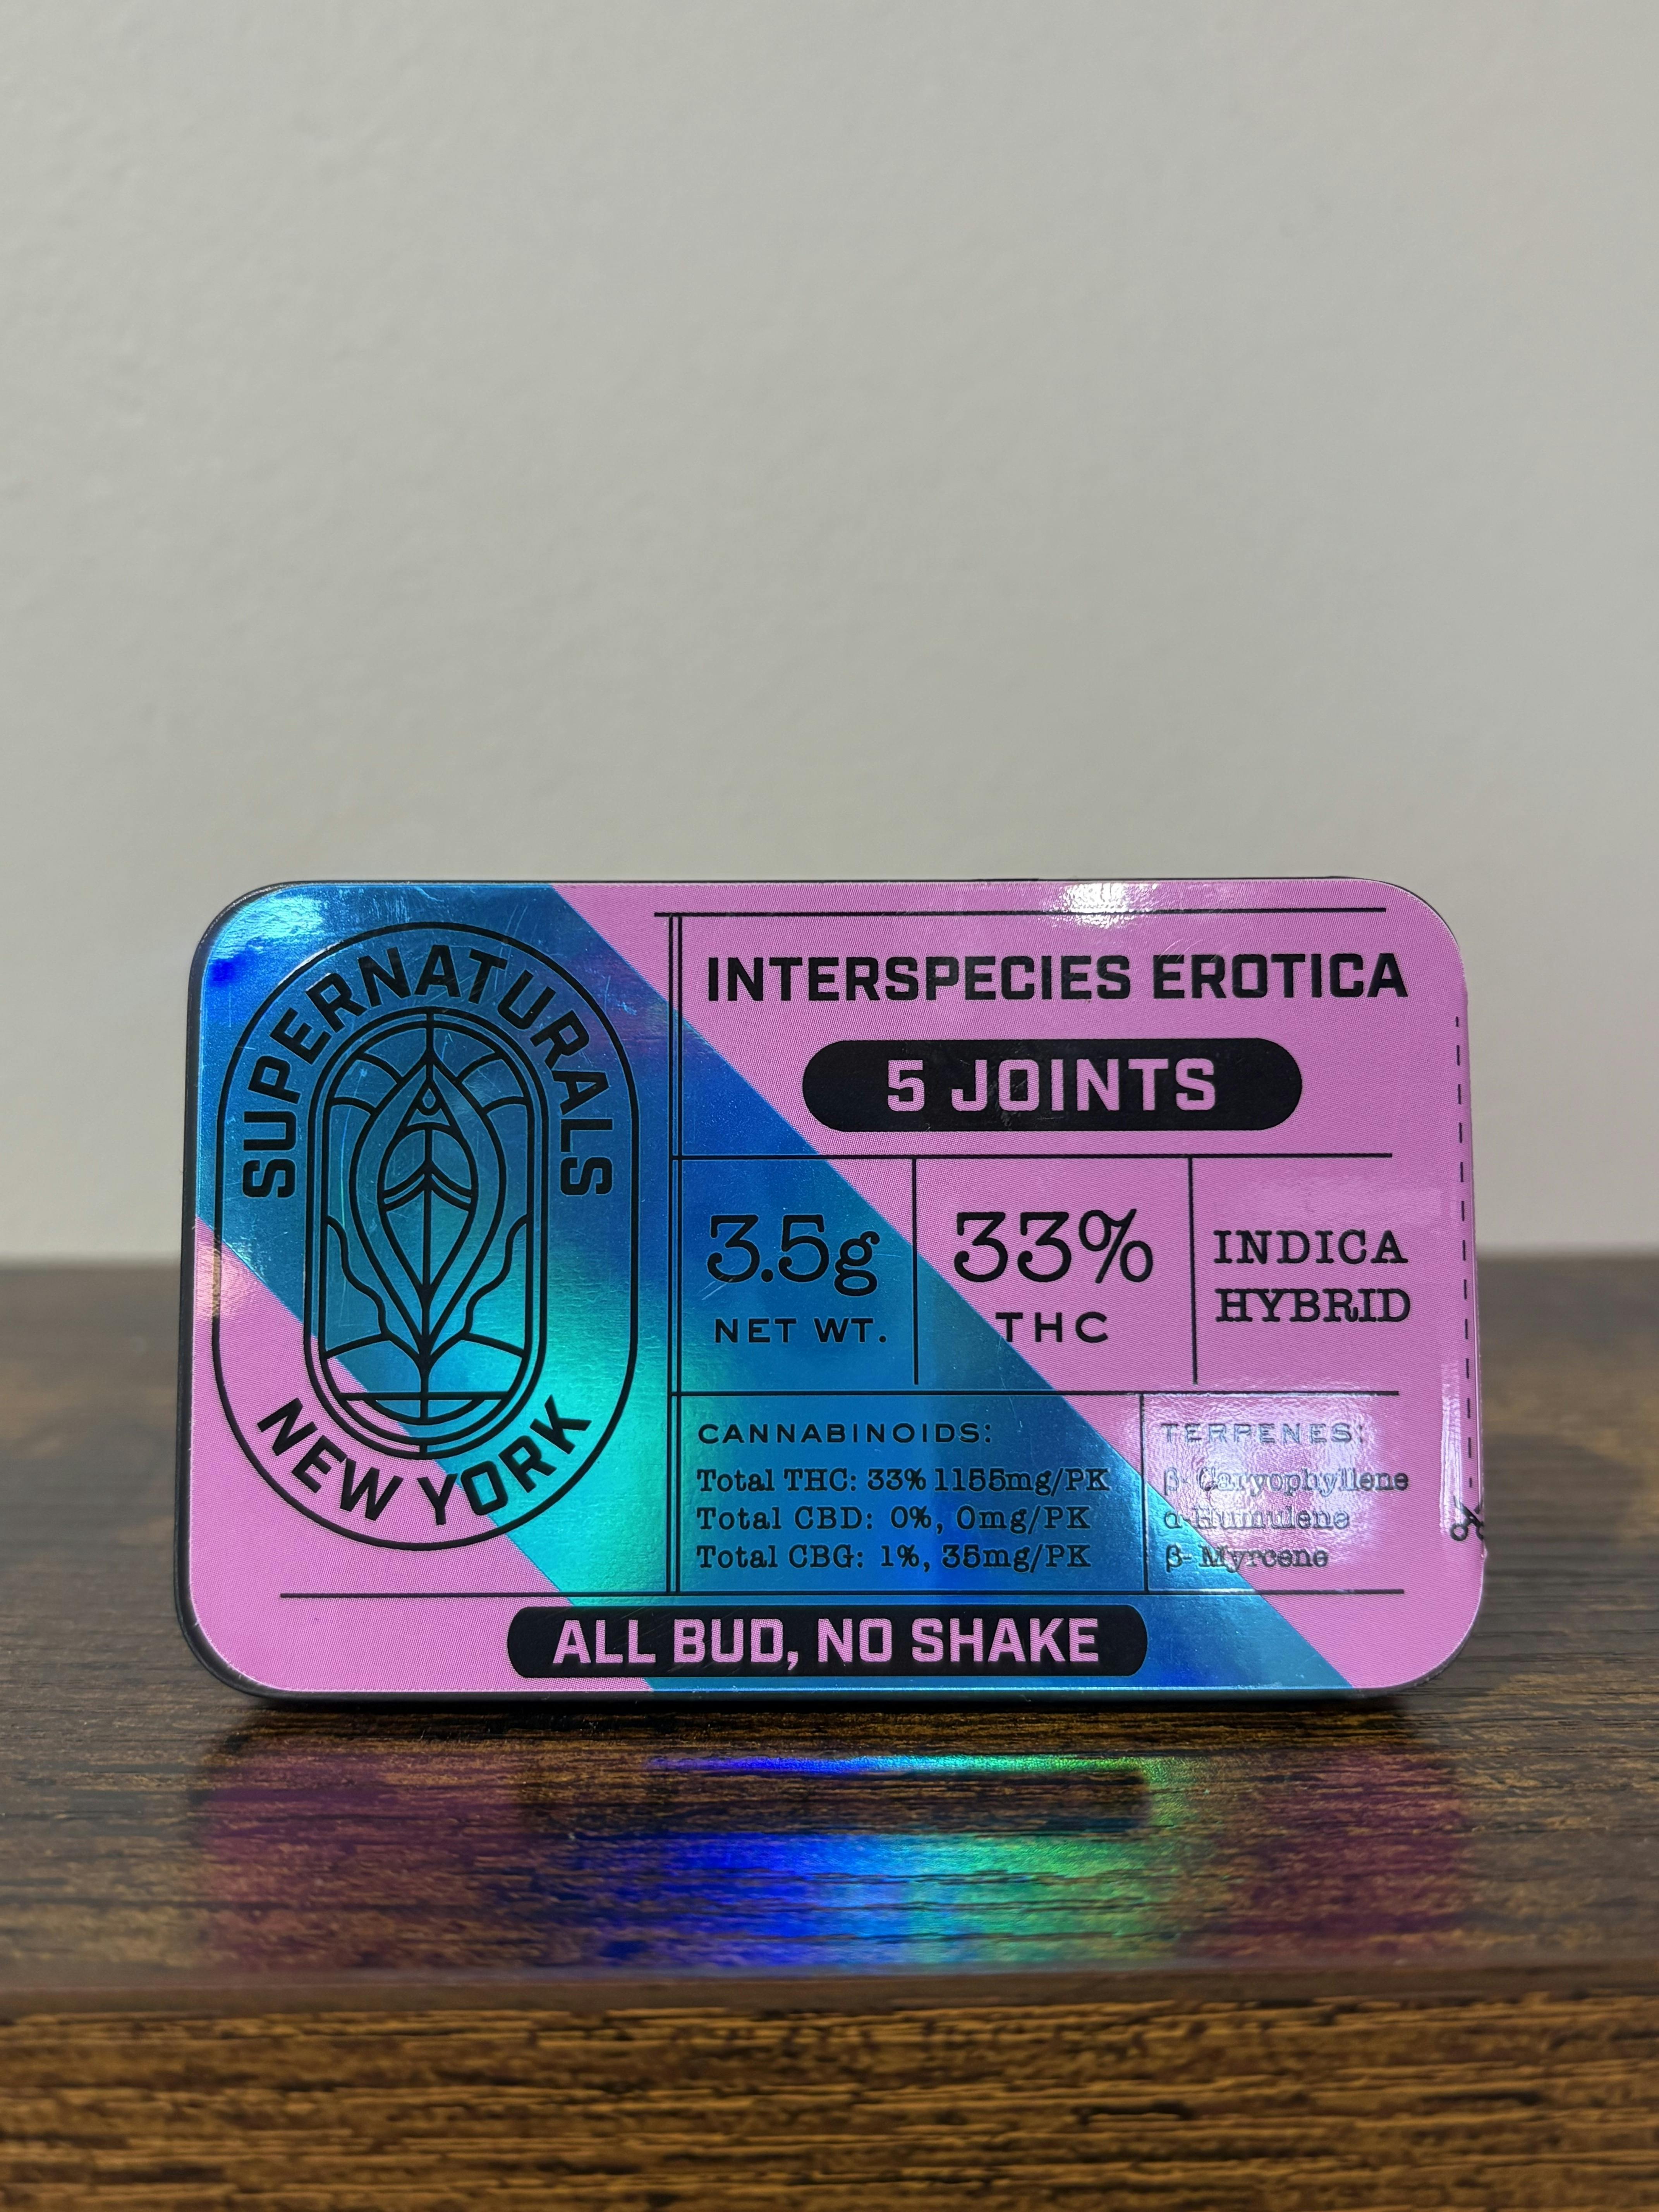 SUPERNATURALS
NEW YORK
INTERSPECIES EROTICA
5 JOINTS
3.5g
NET WT.
33%
THC
INDICA
HYBRID
CANNABINOIDS:
Total THC: 33% 1155mg/PK
Total CBD: 0%, 0mg/PK
Total CBG: 1%, 35mg/PK
TERPENES:
β- Caryophyllene
α-Humulene
β- Myrcene
ALL BUD, NO SHAKE